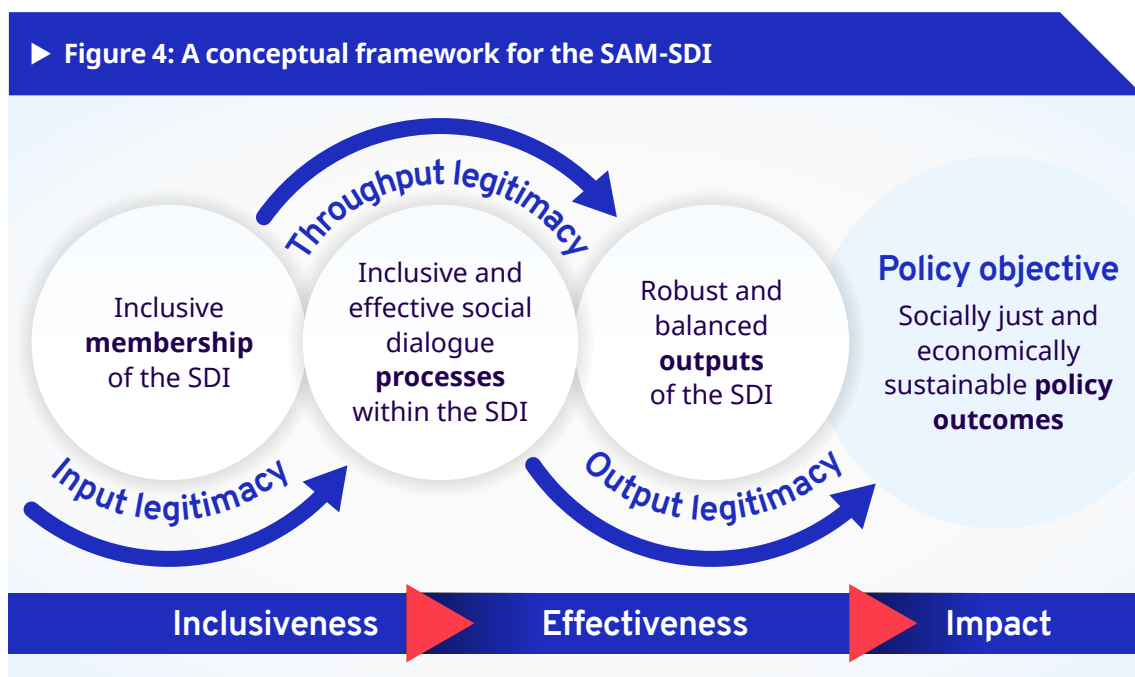 ▶ Figure 4: A conceptual framework for the SAM-SDI
Throughput legitimacy
Inclusive
membership
of the SDI
Inclusive and
effective social
dialogue
processes
within the SDI
Robust and
balanced
outputs
of the SDI
Policy objective
Socially just and
economically
sustainable policy
outcomes
Input legitimacy
Output legitimacy
Inclusiveness
Effectiveness
Impact